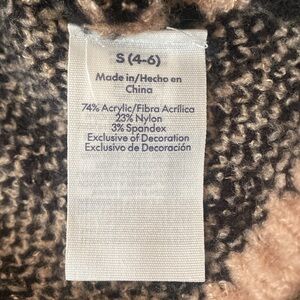 S (4-6)
Made in/Hecho en
China
74% Acrylic/Fibra Acrílica
23% Nylon
3% Spandex
Exclusive of Decoration
Exclusivo de Decoración